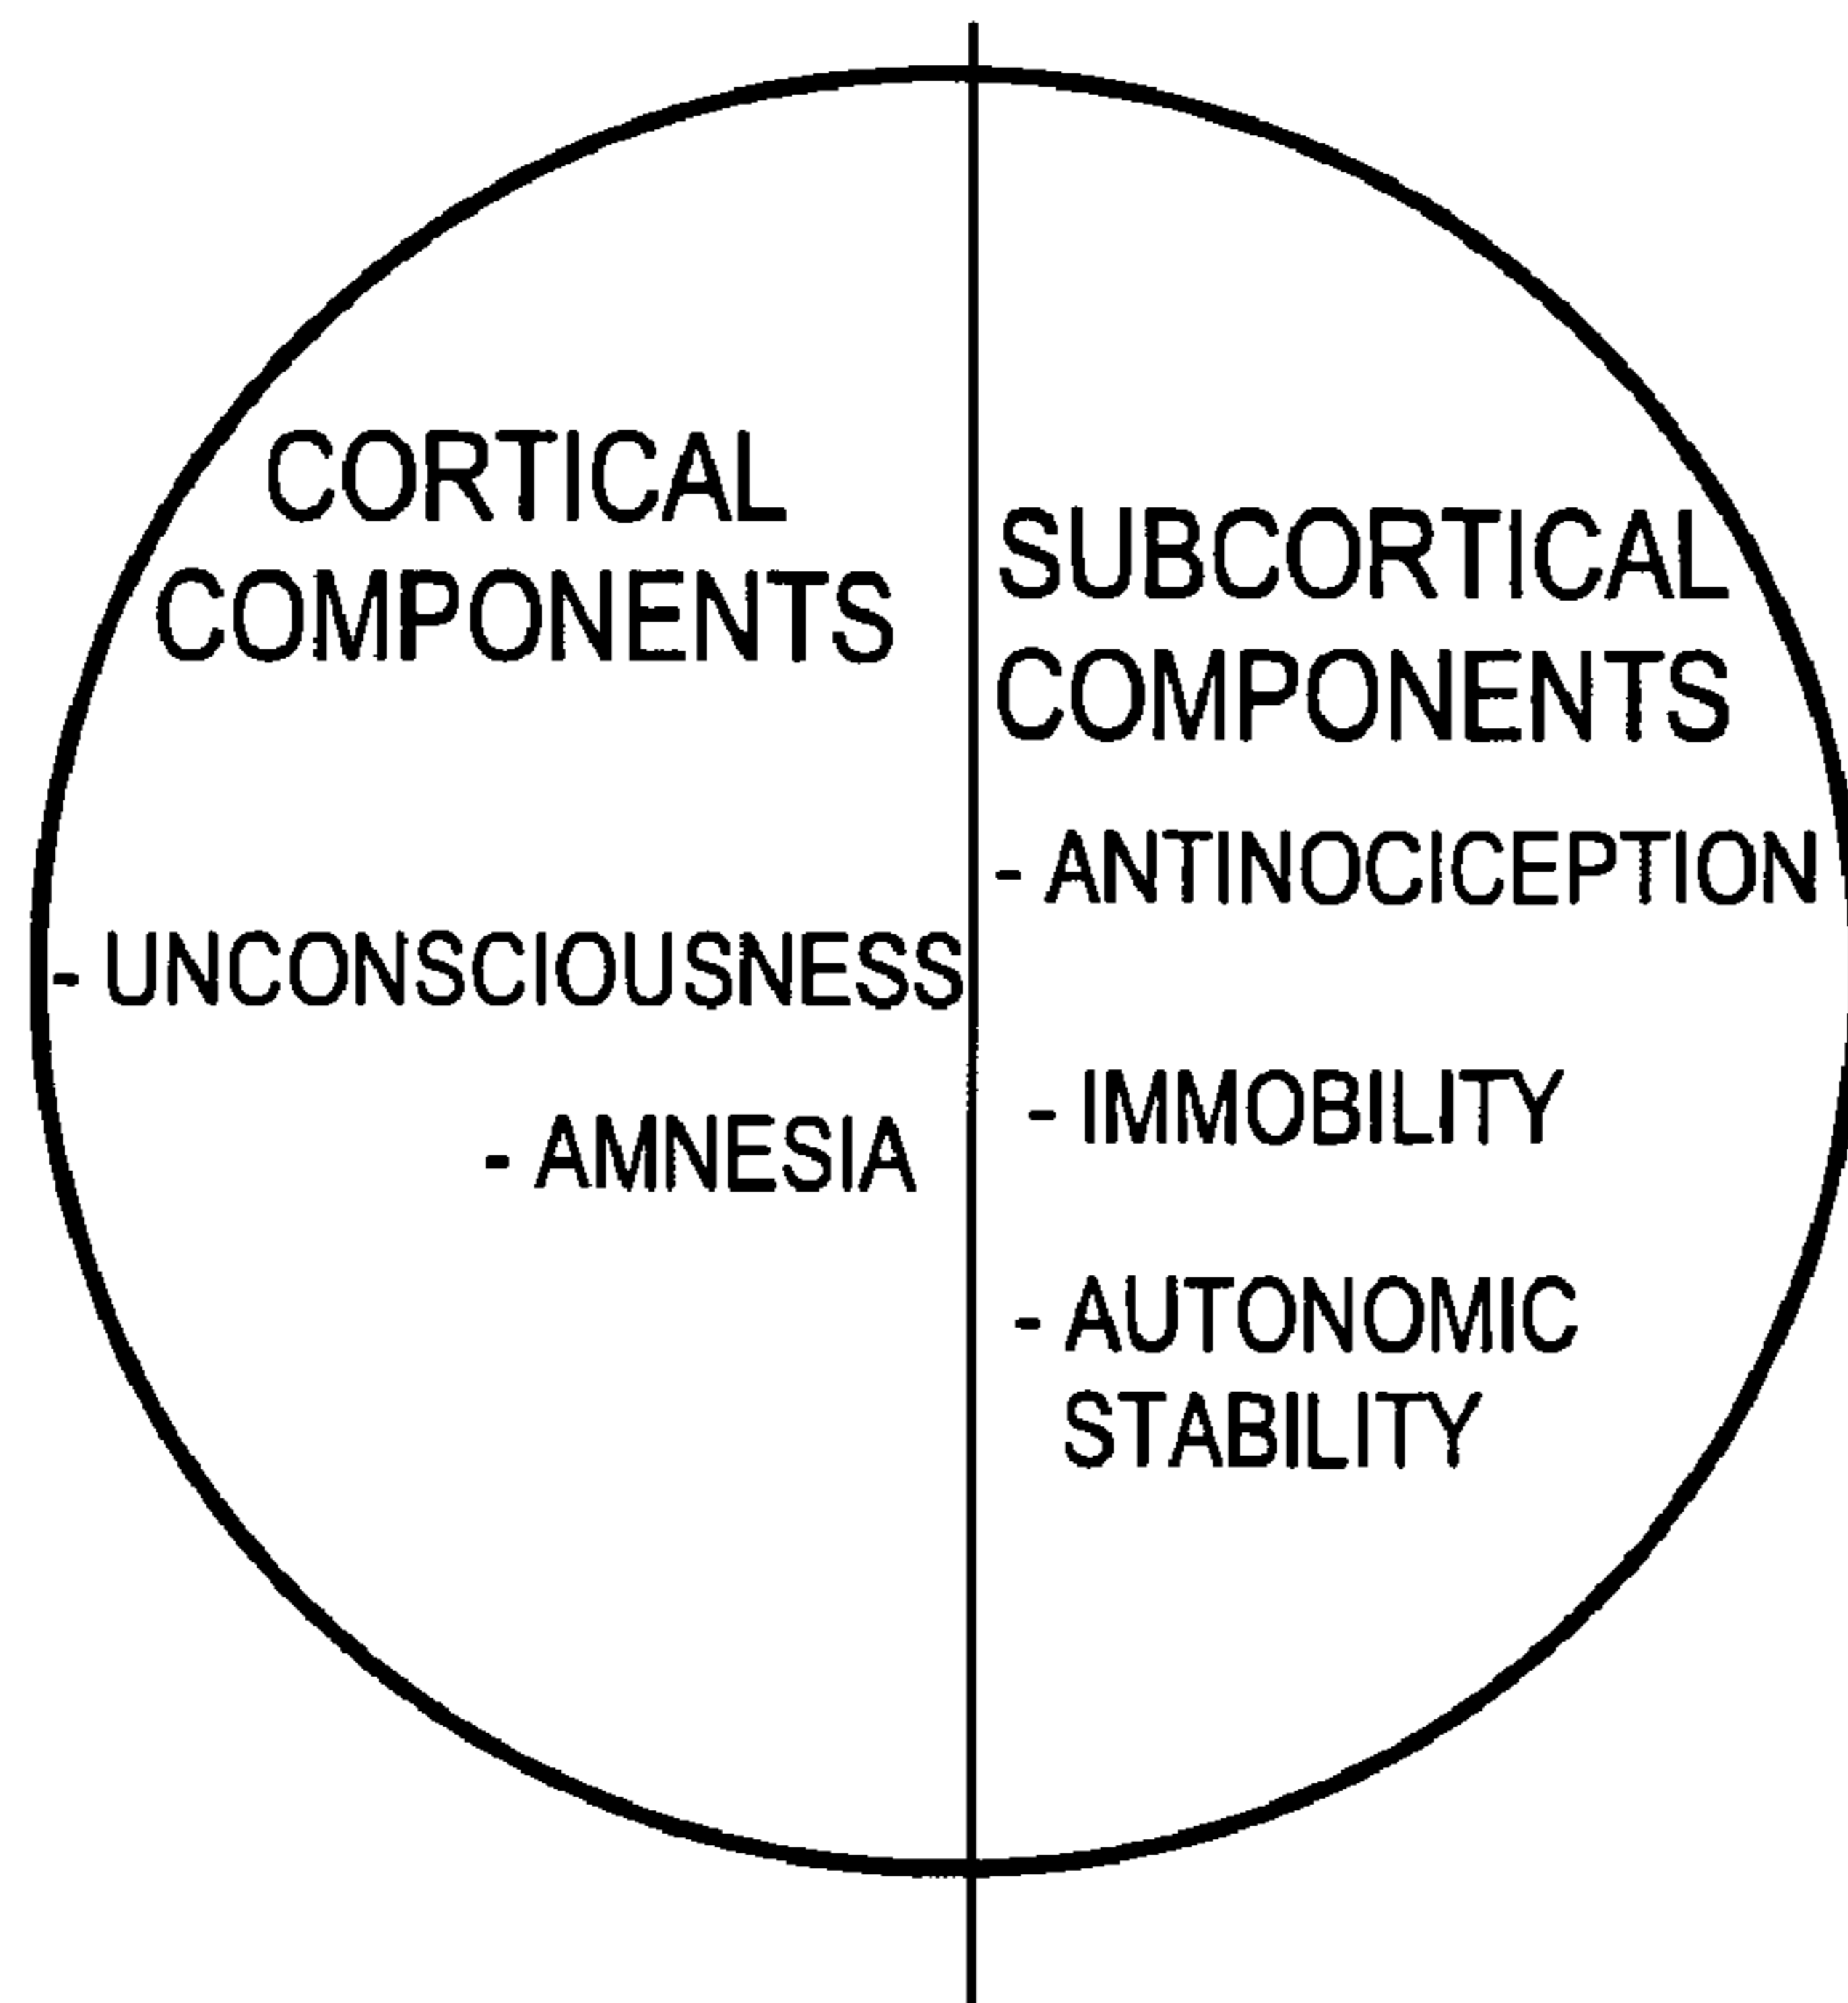 CORTICAL
COMPONENTS
- UNCONSCIOUSNESS
- AMNESIA
SUBCORTICAL
COMPONENTS
- ANTINOCICEPTION
- IMMOBILITY
- AUTONOMIC
STABILITY